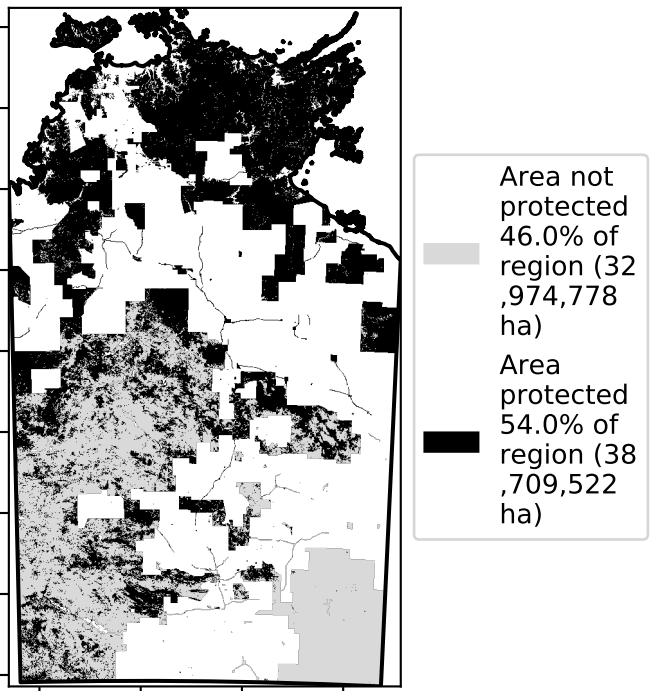 Area not
protected
46.0% of
region (32
,974,778
ha)
Area
protected
54.0% of
region (38
,709,522
ha)